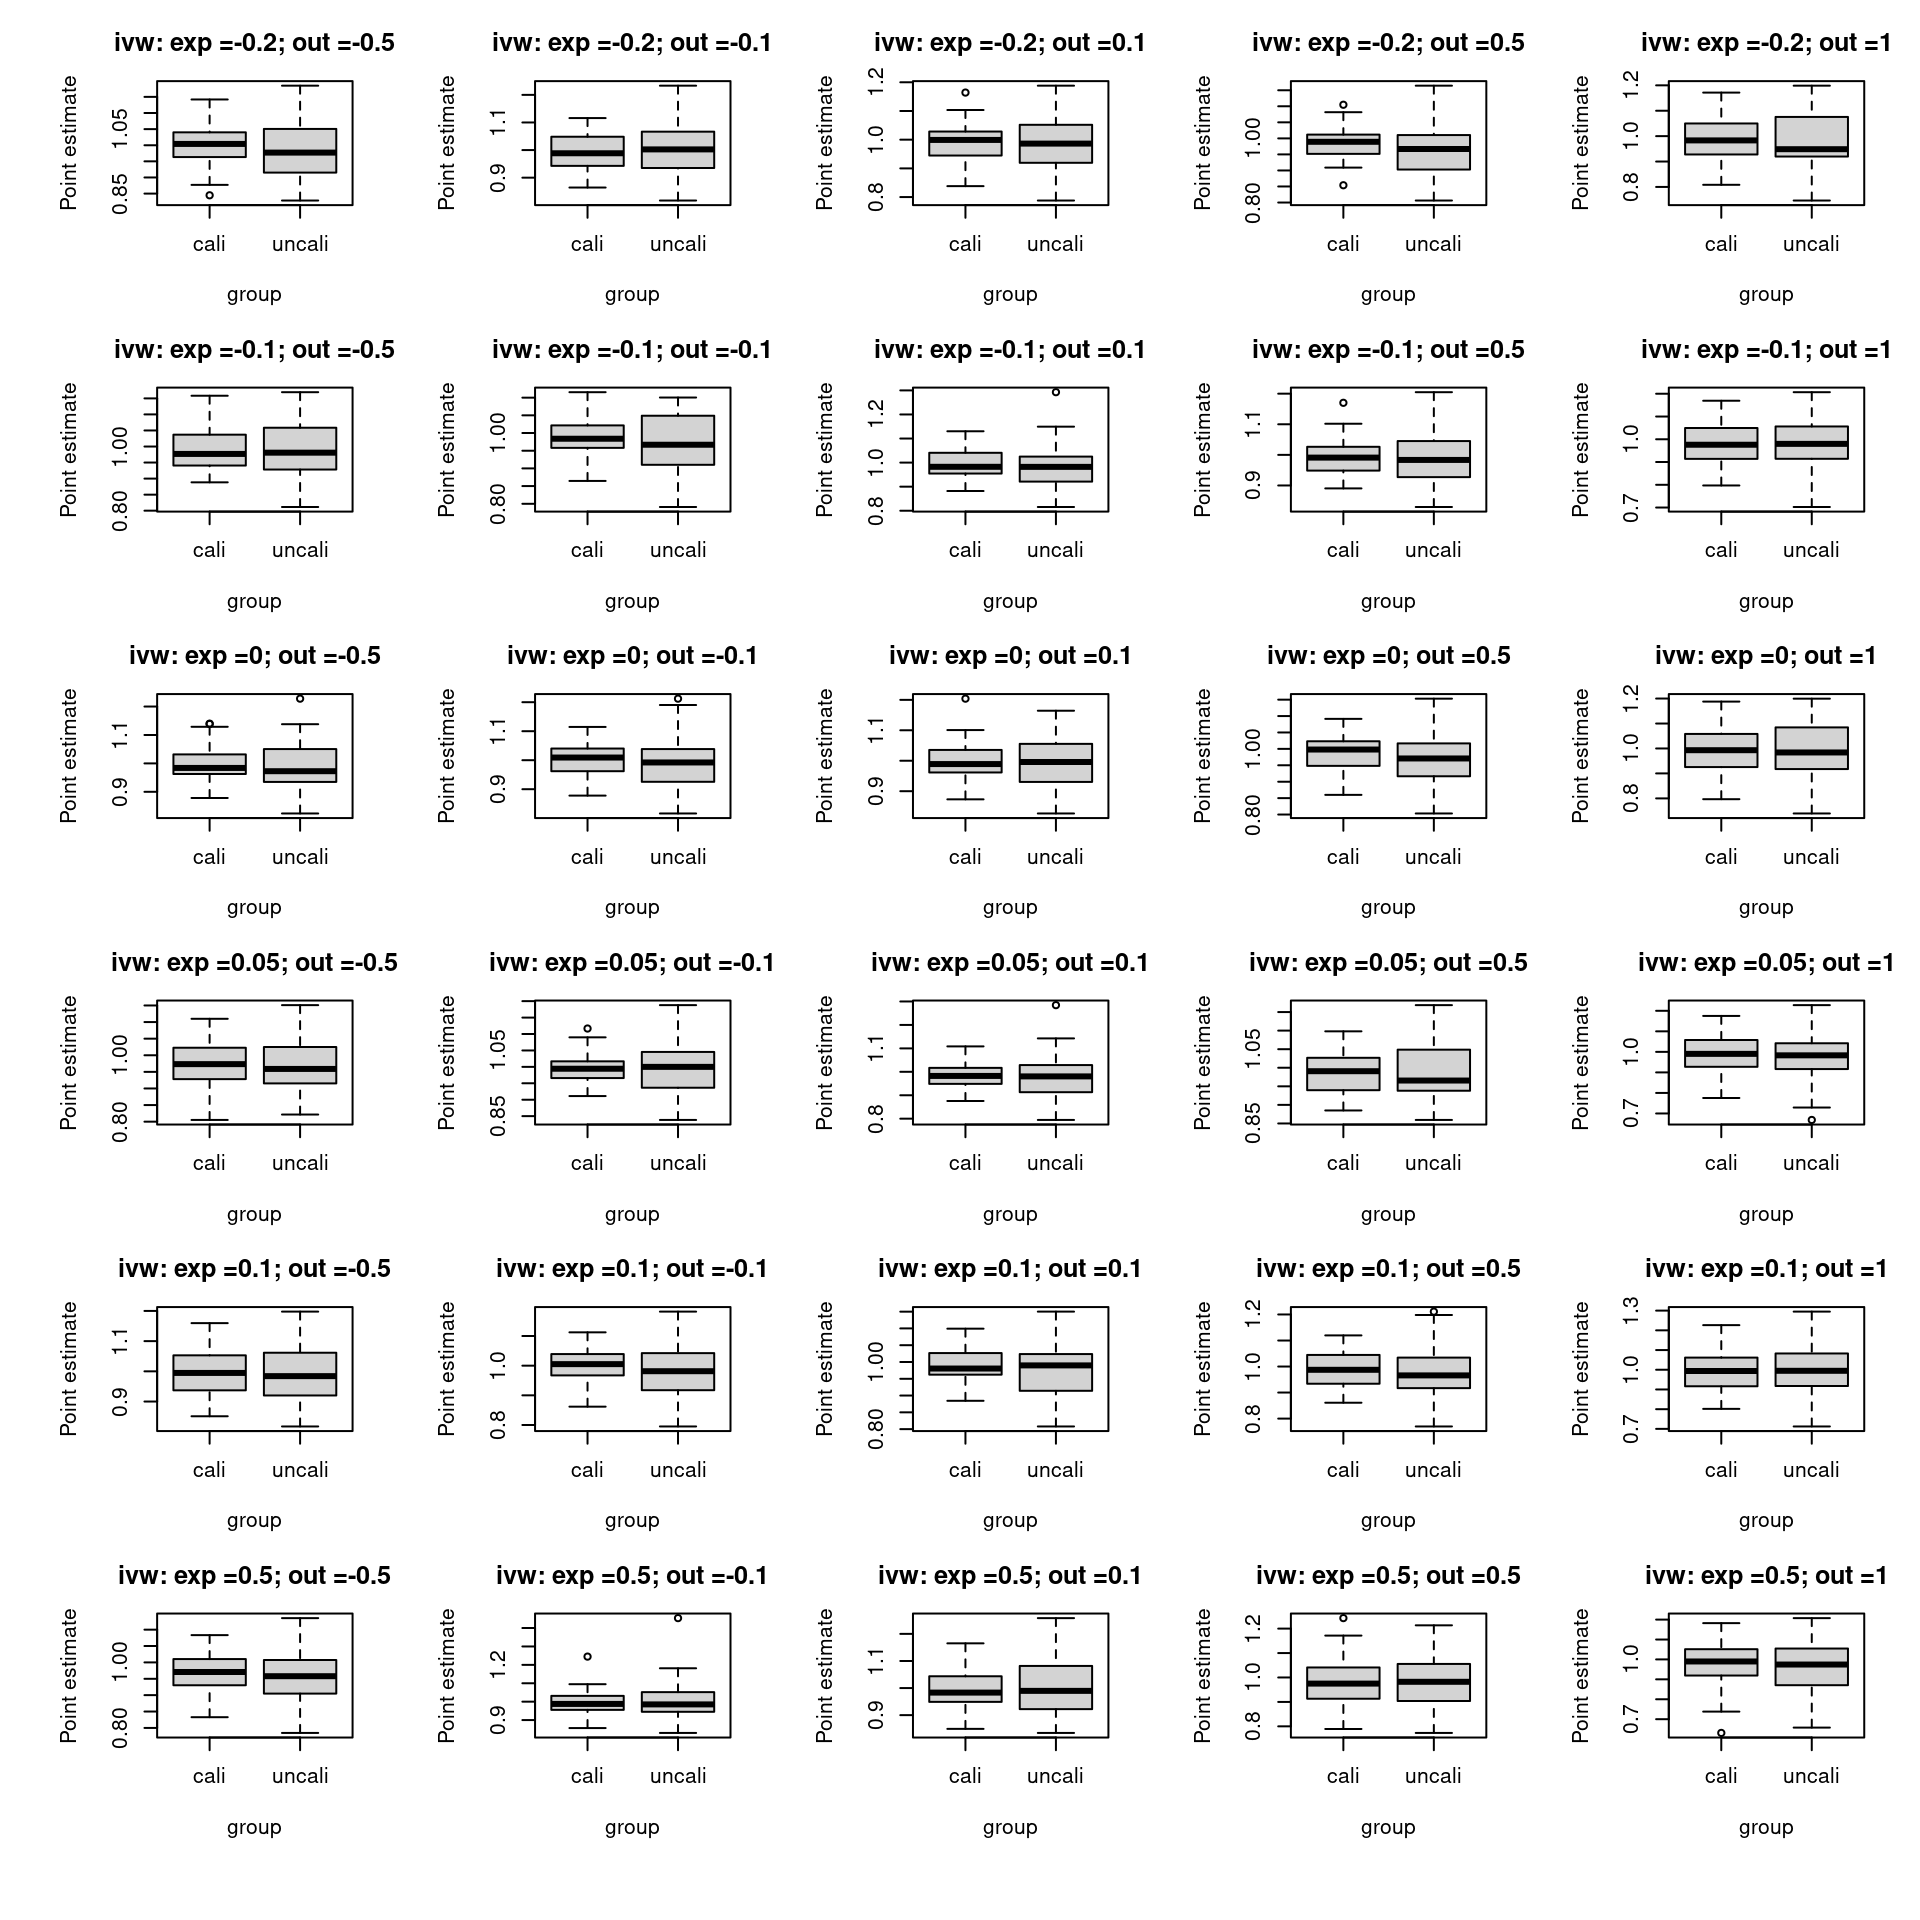 ivw: exp =-0.2; out =-0.5
Point estimate
0.85 1.05
cali uncali
group
ivw: exp =-0.2; out =-0.1
Point estimate
0.9 1.1
cali uncali
group
ivw: exp =-0.2; out =0.1
Point estimate
0.8 1.0 1.2
cali uncali
group
ivw: exp =-0.2; out =0.5
Point estimate
0.80 1.00
cali uncali
group
ivw: exp =-0.2; out =1
Point estimate
0.8 1.0 1.2
cali uncali
group
ivw: exp =-0.1; out =-0.5
Point estimate
0.80 1.00
cali uncali
group
ivw: exp =-0.1; out =-0.1
Point estimate
0.80 1.00
cali uncali
group
ivw: exp =-0.1; out =0.1
Point estimate
0.8 1.0 1.2
cali uncali
group
ivw: exp =-0.1; out =0.5
Point estimate
0.9 1.1
cali uncali
group
ivw: exp =-0.1; out =1
Point estimate
0.7 1.0
cali uncali
group
ivw: exp =0; out =-0.5
Point estimate
0.9 1.1
cali uncali
group
ivw: exp =0; out =-0.1
Point estimate
0.9 1.1
cali uncali
group
ivw: exp =0; out =0.1
Point estimate
0.9 1.1
cali uncali
group
ivw: exp =0; out =0.5
Point estimate
0.80 1.00
cali uncali
group
ivw: exp =0; out =1
Point estimate
0.8 1.0 1.2
cali uncali
group
ivw: exp =0.05; out =-0.5
Point estimate
0.80 1.00
cali uncali
group
ivw: exp =0.05; out =-0.1
Point estimate
0.85 1.05
cali uncali
group
ivw: exp =0.05; out =0.1
Point estimate
0.8 1.1
cali uncali
group
ivw: exp =0.05; out =0.5
Point estimate
0.85 1.05
cali uncali
group
ivw: exp =0.05; out =1
Point estimate
0.7 1.0
cali uncali
group
ivw: exp =0.1; out =-0.5
Point estimate
0.9 1.1
cali uncali
group
ivw: exp =0.1; out =-0.1
Point estimate
0.8 1.0
cali uncali
group
ivw: exp =0.1; out =0.1
Point estimate
0.80 1.00
cali uncali
group
ivw: exp =0.1; out =0.5
Point estimate
0.8 1.0 1.2
cali uncali
group
ivw: exp =0.1; out =1
Point estimate
0.7 1.0 1.3
cali uncali
group
ivw: exp =0.5; out =-0.5
Point estimate
0.80 1.00
cali uncali
group
ivw: exp =0.5; out =-0.1
Point estimate
0.9 1.2
cali uncali
group
ivw: exp =0.5; out =0.1
Point estimate
0.9 1.1
cali uncali
group
ivw: exp =0.5; out =0.5
Point estimate
0.8 1.0 1.2
cali uncali
group
ivw: exp =0.5; out =1
Point estimate
0.7 1.0
cali uncali
group